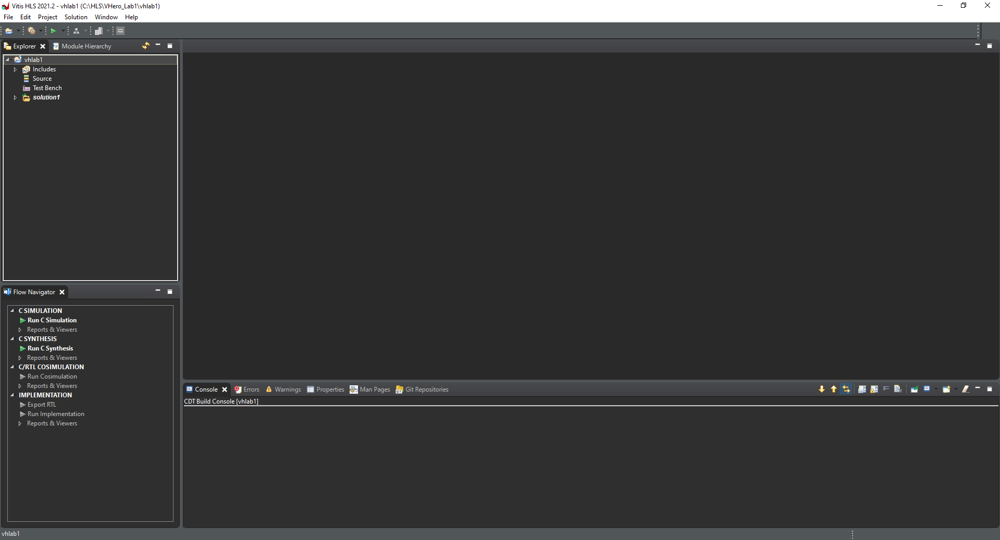 Vitis HLS 2021.2 - vhlab1 (C:\HLS\VHero_Lab1\vhlab1)
File Edit Project Solution Window Help
Explorer Module Hierarchy
vhlab1
Includes
Source
Test Bench
solution1
Flow Navigator
C SIMULATION
Run C Simulation
Reports & Viewers
C SYNTHESIS
Run C Synthesis
Reports & Viewers
C/RTL COSIMULATION
Run Cosimulation
Reports & Viewers
IMPLEMENTATION
Export RTL
Run Implementation
Reports & Viewers
Console Errors Warnings Properties Man Pages Git Repositories
CDT Build Console [vhlab1]
vhlab1